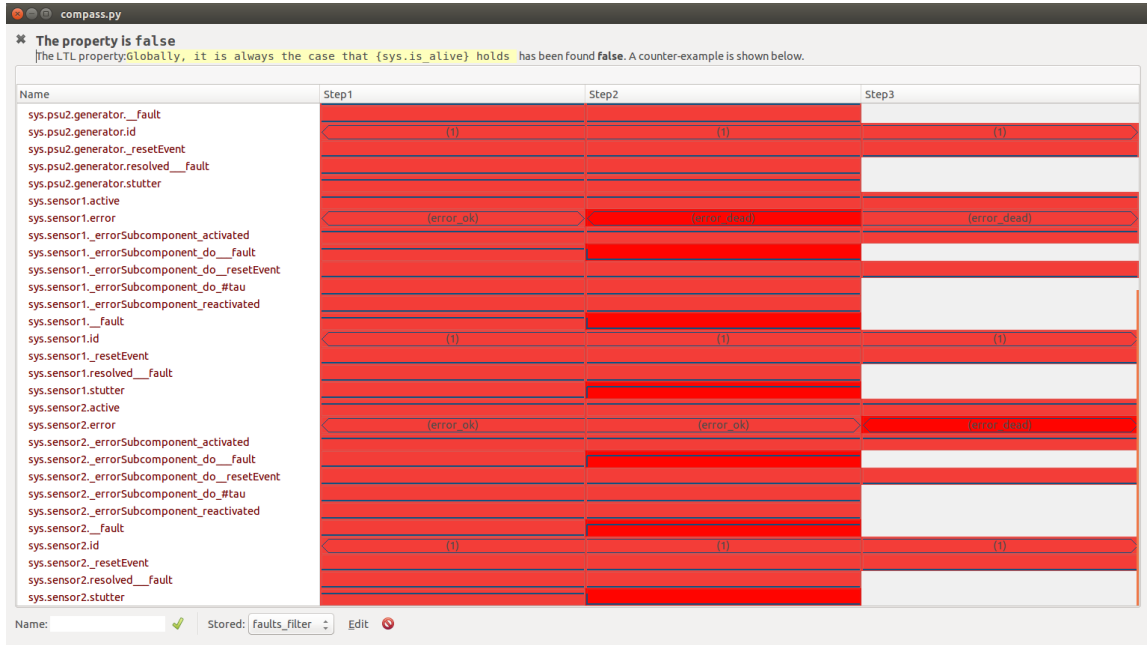 compass.py
The property is false
The LTL property:Globally, it is always the case that {sys.is_alive} holds has been found false. A counter-example is shown below.
Name Step1 Step2 Step3
sys.psu2.generator.__fault
sys.psu2.generator.id (1) (1) (1)
sys.psu2.generator._resetEvent
sys.psu2.generator.resolved___fault
sys.psu2.generator.stutter
sys.sensor1.active
sys.sensor1.error (error_ok) (error_dead) (error_dead)
sys.sensor1._errorSubcomponent_activated
sys.sensor1._errorSubcomponent_do___fault
sys.sensor1._errorSubcomponent_do__resetEvent
sys.sensor1._errorSubcomponent_do_#tau
sys.sensor1._errorSubcomponent_reactivated
sys.sensor1.__fault
sys.sensor1.id (1) (1) (1)
sys.sensor1._resetEvent
sys.sensor1.resolved___fault
sys.sensor1.stutter
sys.sensor2.active
sys.sensor2.error (error_ok) (error_ok) (error_dead)
sys.sensor2._errorSubcomponent_activated
sys.sensor2._errorSubcomponent_do___fault
sys.sensor2._errorSubcomponent_do__resetEvent
sys.sensor2._errorSubcomponent_do_#tau
sys.sensor2._errorSubcomponent_reactivated
sys.sensor2.__fault
sys.sensor2.id (1) (1) (1)
sys.sensor2._resetEvent
sys.sensor2.resolved___fault
sys.sensor2.stutter
Name: Stored: faults_filter Edit